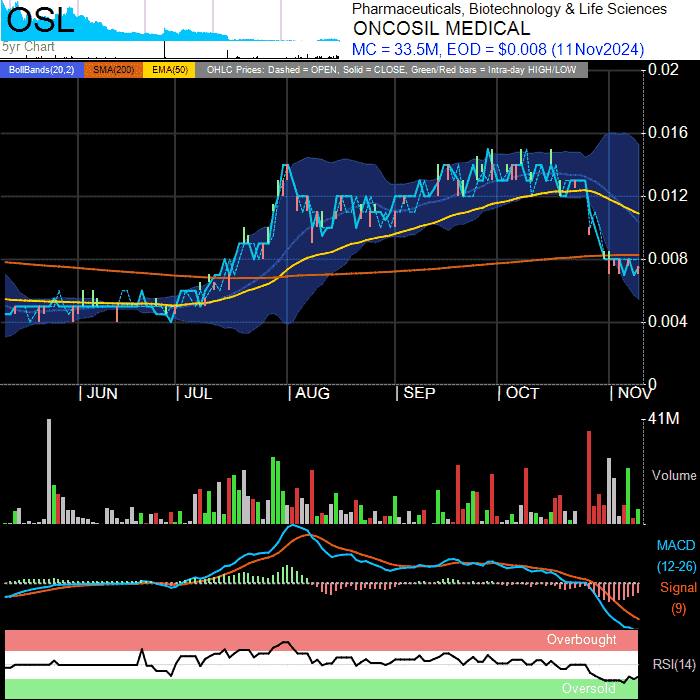 OSL
Pharmaceuticals, Biotechnology & Life Sciences
ONCOSIL MEDICAL
5yr Chart
MC = 33.5M, EOD = $0.008 (11Nov2024)
BollBands(20,2) SMA(200) EMA(50) OHLC Prices: Dashed = OPEN, Solid = CLOSE, Green/Red bars = Intra-day HIGH/LOW
0.02
0.016
0.012
0.008
0.004
0
JUN JUL AUG SEP OCT NOV
41M
Volume
MACD
(12-26)
Signal
(9)
Overbought
RSI(14)
Oversold